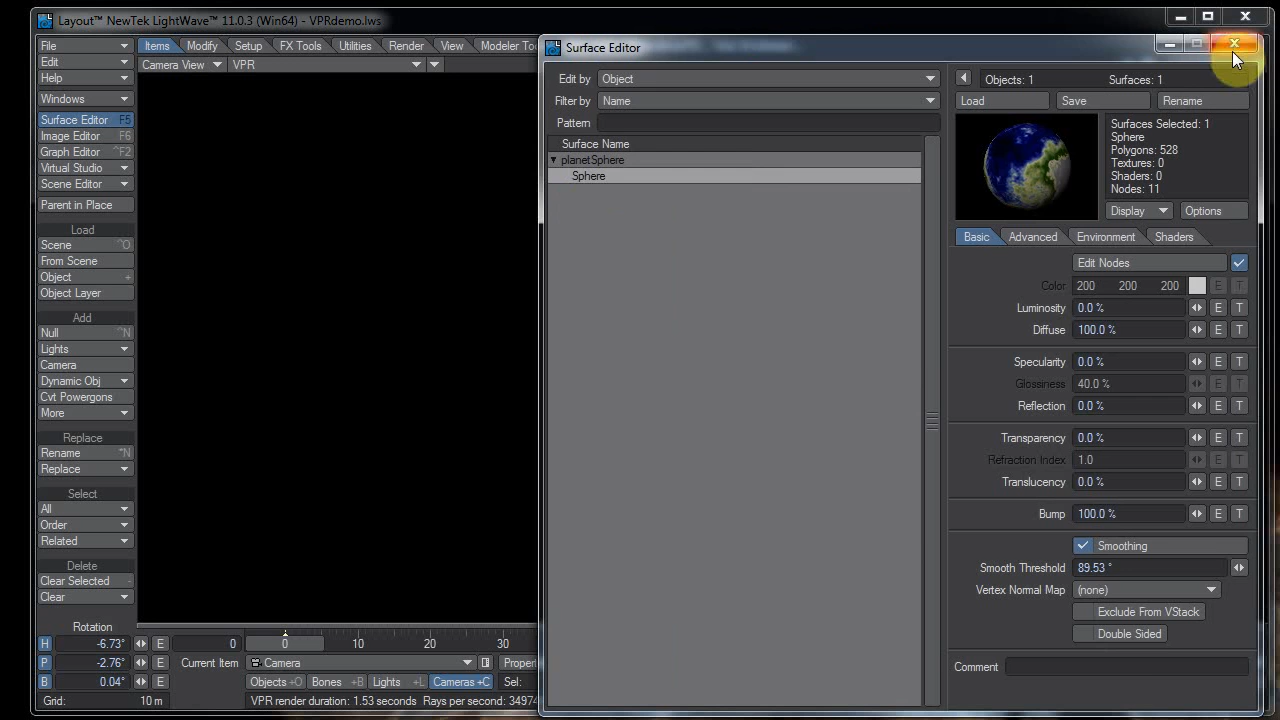 Layout™ NewTek LightWave™ 11.0.3 (Win64) - VPRdemo.lws
File
Edit
Help
Windows
Surface Editor F5
Image Editor F6
Graph Editor ^F2
Virtual Studio
Scene Editor
Parent in Place
Load
Scene ^O
From Scene
Object +
Object Layer
Add
Null ^N
Lights
Camera
Dynamic Obj
Cvt Powergons
More
Replace
Rename *N
Replace
Select
All
Order
Related
Delete
Clear Selected -
Clear
Items Modify Setup FX Tools Utilities Render View Modeler
Camera View VPR
Rotation
H -6.73° E
P -2.76° E
B 0.04° E
Grid: 10 m
0 0 10 20 30
Current Item Camera Proper
Objects +O Bones +B Lights +L Cameras +C Sel:
VPR render duration: 1.53 seconds Rays per second: 34974
Surface Editor
Edit by Object
Filter by Name
Pattern
Surface Name
planetSphere
Sphere
Objects: 1 Surfaces: 1
Load Save Rename
Surfaces Selected: 1
Sphere
Polygons: 528
Textures: 0
Shaders: 0
Nodes: 11
Display Options
Basic Advanced Environment Shaders
Edit Nodes
Color 200 200 200 E T
Luminosity 0.0 % E T
Diffuse 100.0 % E T
Specularity 0.0 % E T
Glossiness 40.0 % E T
Reflection 0.0 % E T
Transparency 0.0 % E T
Refraction Index 1.0 E T
Translucency 0.0 % E T
Bump 100.0 % E T
Smoothing
Smooth Threshold 89.53 °
Vertex Normal Map (none)
Exclude From VStack
Double Sided
Comment